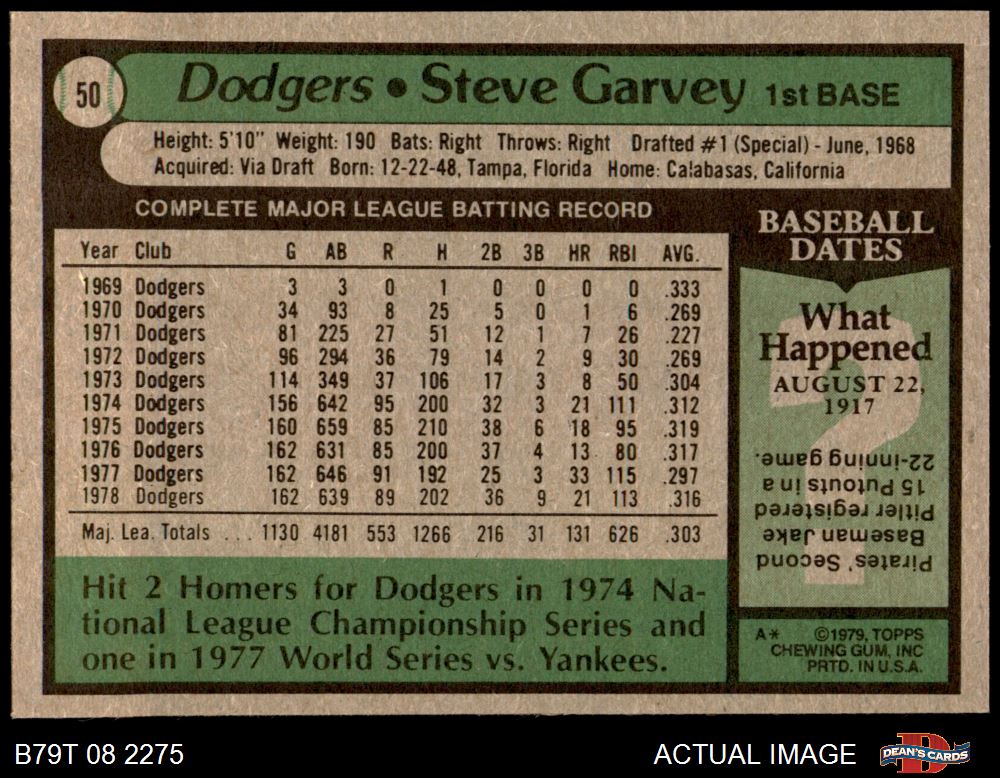 50
Dodgers • Steve Garvey 1st BASE
Height: 5'10" Weight: 190 Bats: Right Throws: Right Drafted #1 (Special) - June, 1968
Acquired: Via Draft Born: 12-22-48, Tampa, Florida Home: Calabasas, California
COMPLETE MAJOR LEAGUE BATTING RECORD
Year Club G AB R H 2B 3B HR RBI AVG.
1969 Dodgers 3 3 0 1 0 0 0 0 .333
1970 Dodgers 34 93 8 25 5 0 1 6 .269
1971 Dodgers 81 225 27 51 12 1 7 26 .227
1972 Dodgers 96 294 36 79 14 2 9 30 .269
1973 Dodgers 114 349 37 106 17 3 8 50 .304
1974 Dodgers 156 642 95 200 32 3 21 111 .312
1975 Dodgers 160 659 85 210 38 6 18 95 .319
1976 Dodgers 162 631 85 200 37 4 13 80 .317
1977 Dodgers 162 646 91 192 25 3 33 115 .297
1978 Dodgers 162 639 89 202 36 9 21 113 .316
Maj. Lea. Totals . . . 1130 4181 553 1266 216 31 131 626 .303
Hit 2 Homers for Dodgers in 1974 Na-
tional League Championship Series and
one in 1977 World Series vs. Yankees.
BASEBALL
DATES
What
Happened
AUGUST 22,
1917
?
Pirates' Second
Baseman Jake
Pitler registered
15 Putouts in a
22-inning game.
A* ©1979, TOPPS
CHEWING GUM, INC
PRTD. IN U.S.A.
B79T 08 2275
ACTUAL IMAGE
D
DEAN'S CARDS